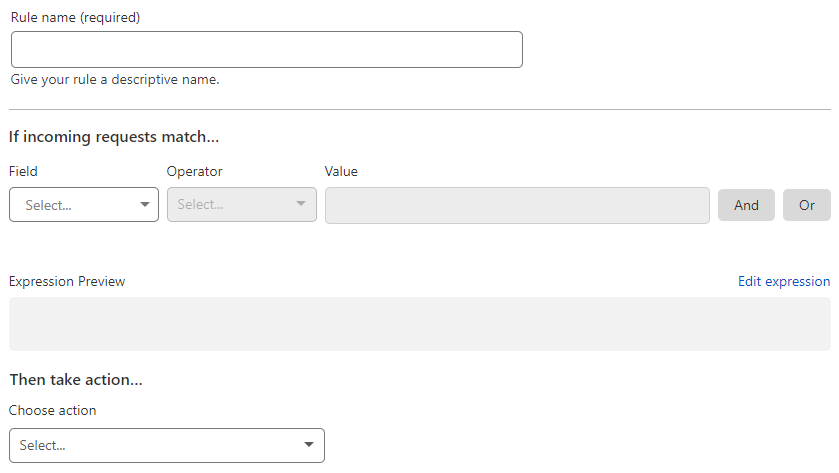 Rule name (required)
Give your rule a descriptive name.
If incoming requests match...
Field Operator Value
Select... Select... And Or
Expression Preview Edit expression
Then take action...
Choose action
Select...